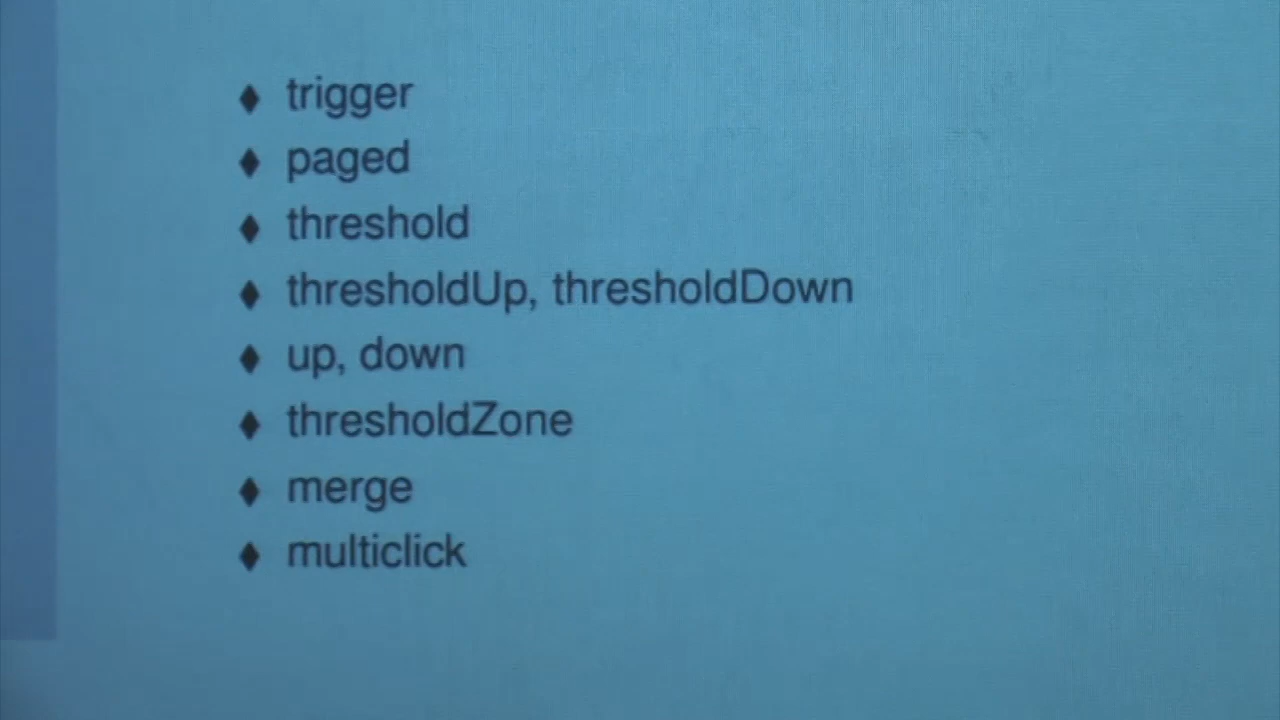 ♦ trigger
♦ paged
♦ threshold
♦ thresholdUp, thresholdDown
♦ up, down
♦ thresholdZone
♦ merge
♦ multiclick